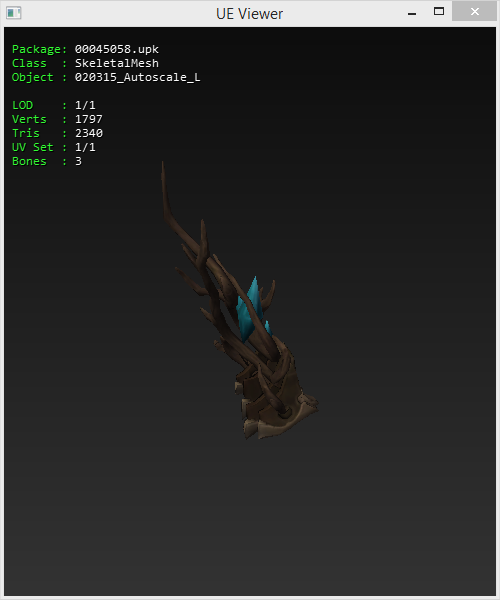 UE Viewer
Package: 00045058.upk
Class  : SkeletalMesh
Object : 020315_Autoscale_L
LOD    : 1/1
Verts  : 1797
Tris   : 2340
UV Set : 1/1
Bones  : 3